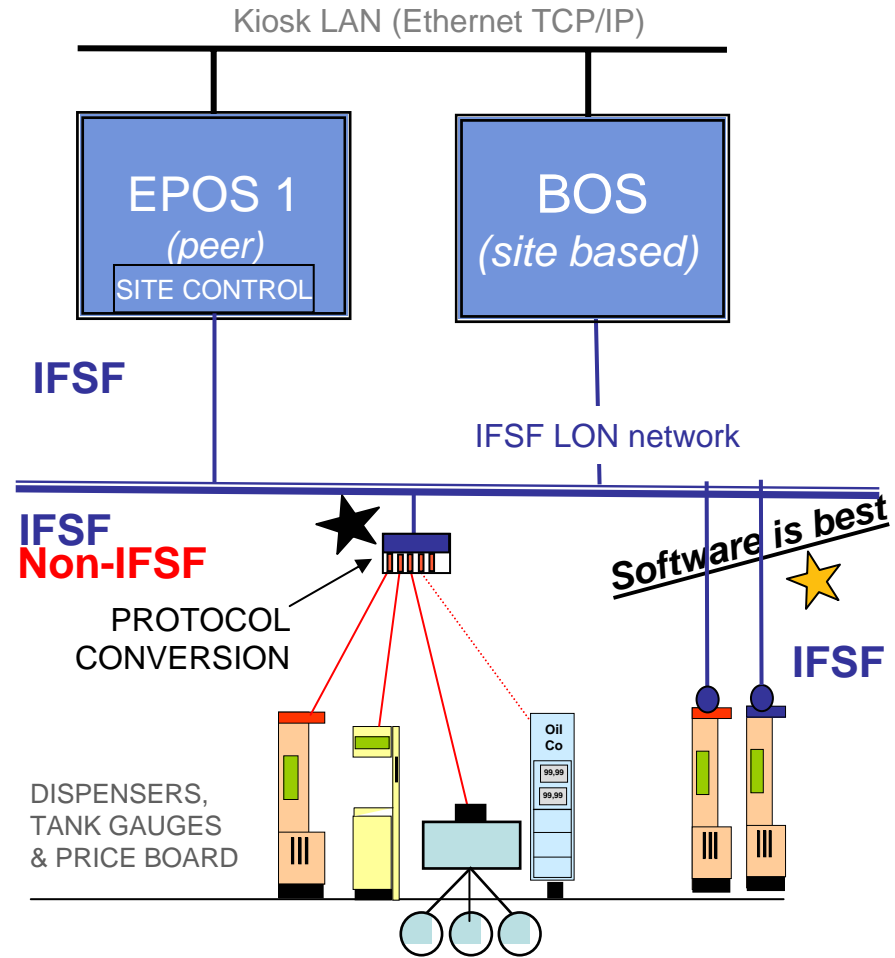 Kiosk LAN (Ethernet TCP/IP)
EPOS 1
(peer)
SITE CONTROL
BOS
(site based)
IFSF
IFSF LON network
IFSF
Non-IFSF
Software is best
PROTOCOL
CONVERSION
IFSF
Oil
Co
99,99
99,99
DISPENSERS,
TANK GAUGES
& PRICE BOARD